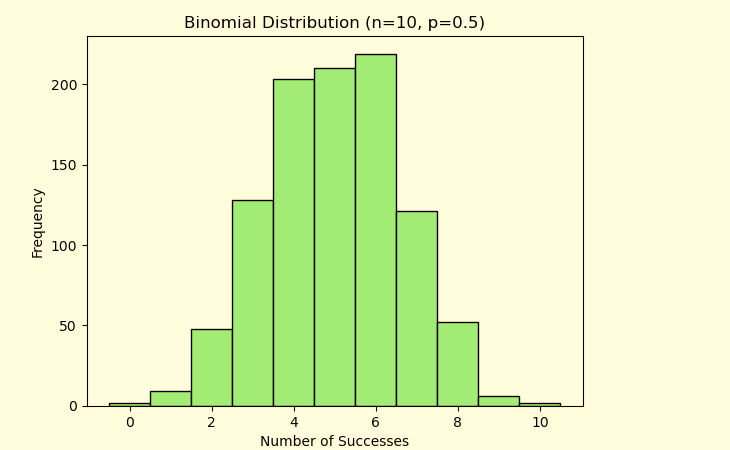 Binomial Distribution (n=10, p=0.5)
200
150
100
50
0
Frequency
0 2 4 6 8 10
Number of Successes